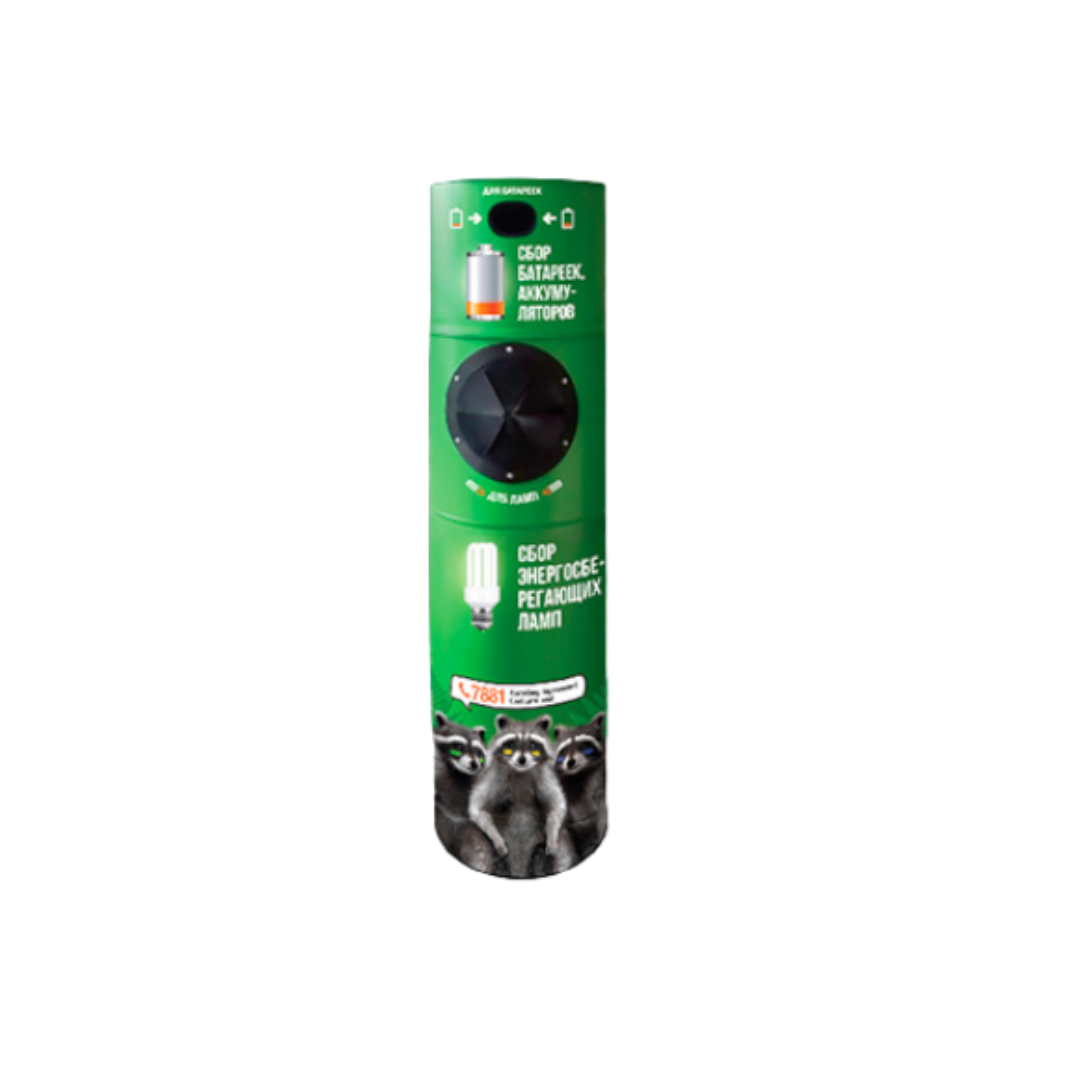 ДЛЯ БАТАРЕЕК
СБОР
БАТАРЕЕК,
АККУМУ-
ЛЯТОРОВ
ДЛЯ ЛАМП
СБОР
ЭНЕРГОСБЕ-
РЕГАЮЩИХ
ЛАМП
7881